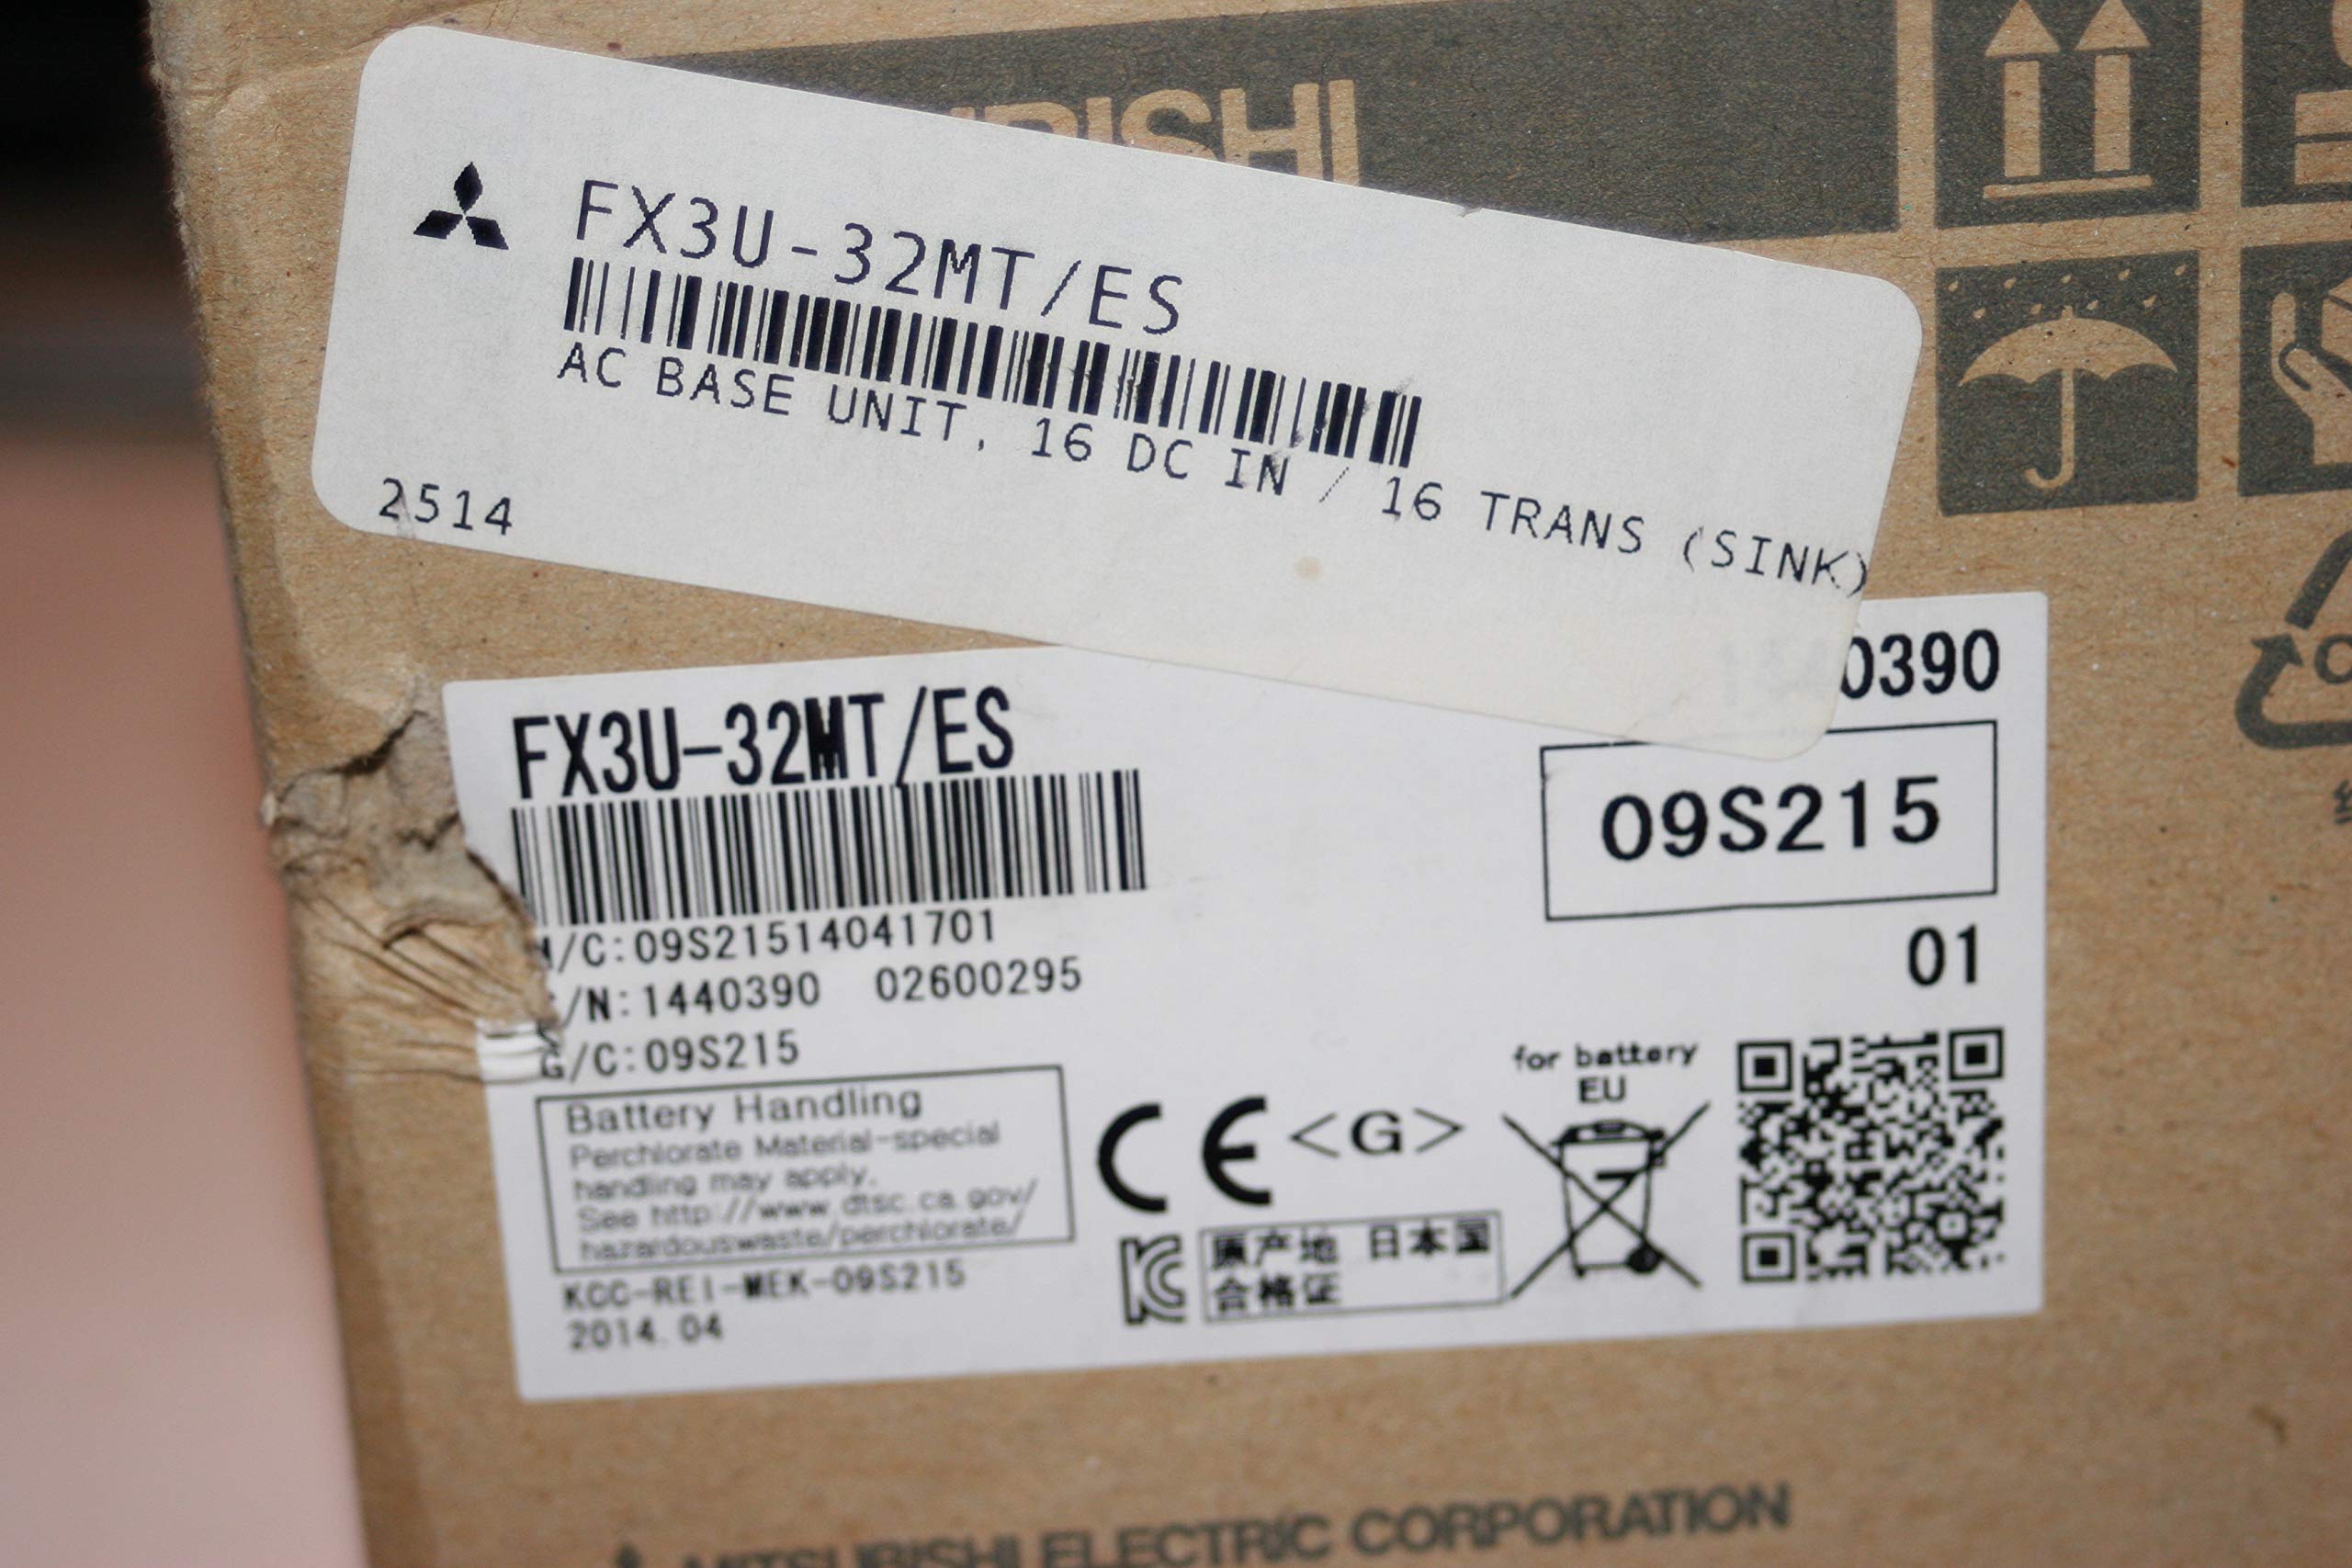 FX3U-32MT/ES
AC BASE UNIT, 16 DC IN / 16 TRANS (SINK)
2514
0390
FX3U-32MT/ES
09S215
/C:09S21514041701
/N:1440390 02600295
01
G/C:09S215
Battery Handling
Perchlorate Material-special
handling may apply.
See http://www.dtsc.ca.gov/
hazardouswaste/perchlorate/
KCC-REI-MEK-09S215
2014.04
CE <G>
for battery
EU
原产地 日本国
合格证
MITSUBISHI ELECTRIC CORPORATION